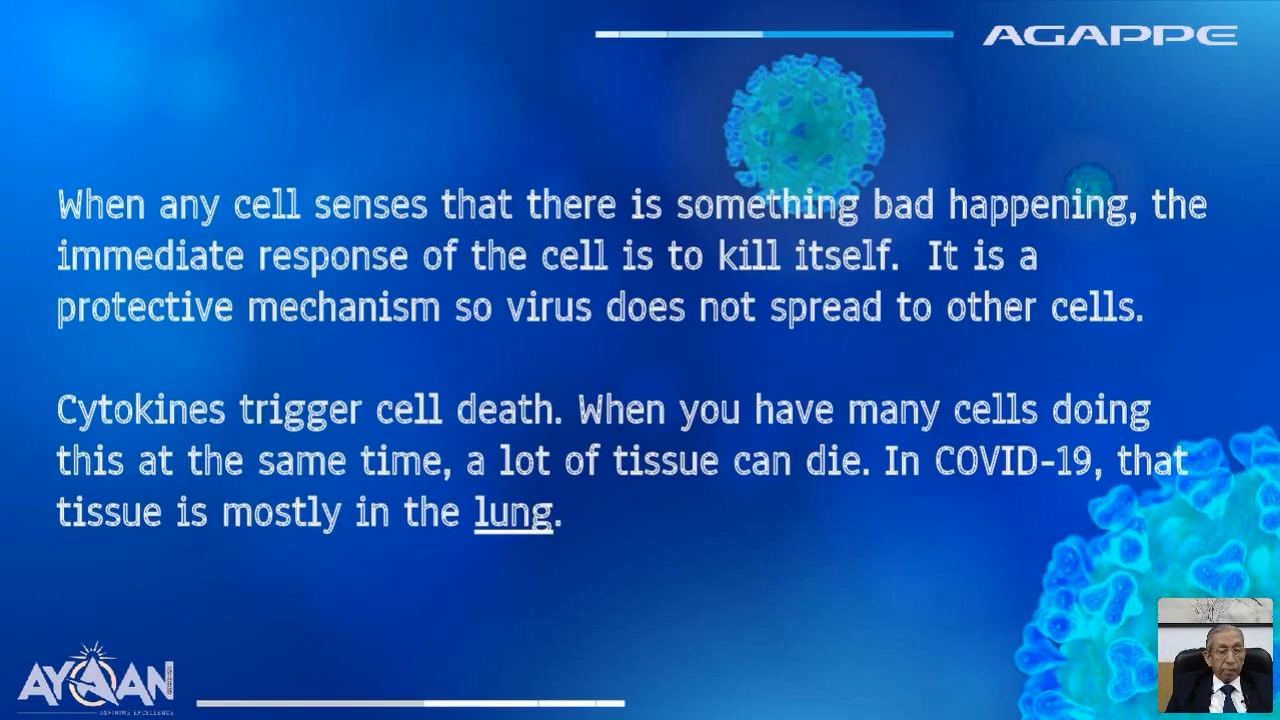 AGAPPE
When any cell senses that there is something bad happening, the
immediate response of the cell is to kill itself.  It is a
protective mechanism so virus does not spread to other cells.
Cytokines trigger cell death. When you have many cells doing
this at the same time, a lot of tissue can die. In COVID-19, that
tissue is mostly in the lung.
AYAAN
ASPIRING EXCELLENCE